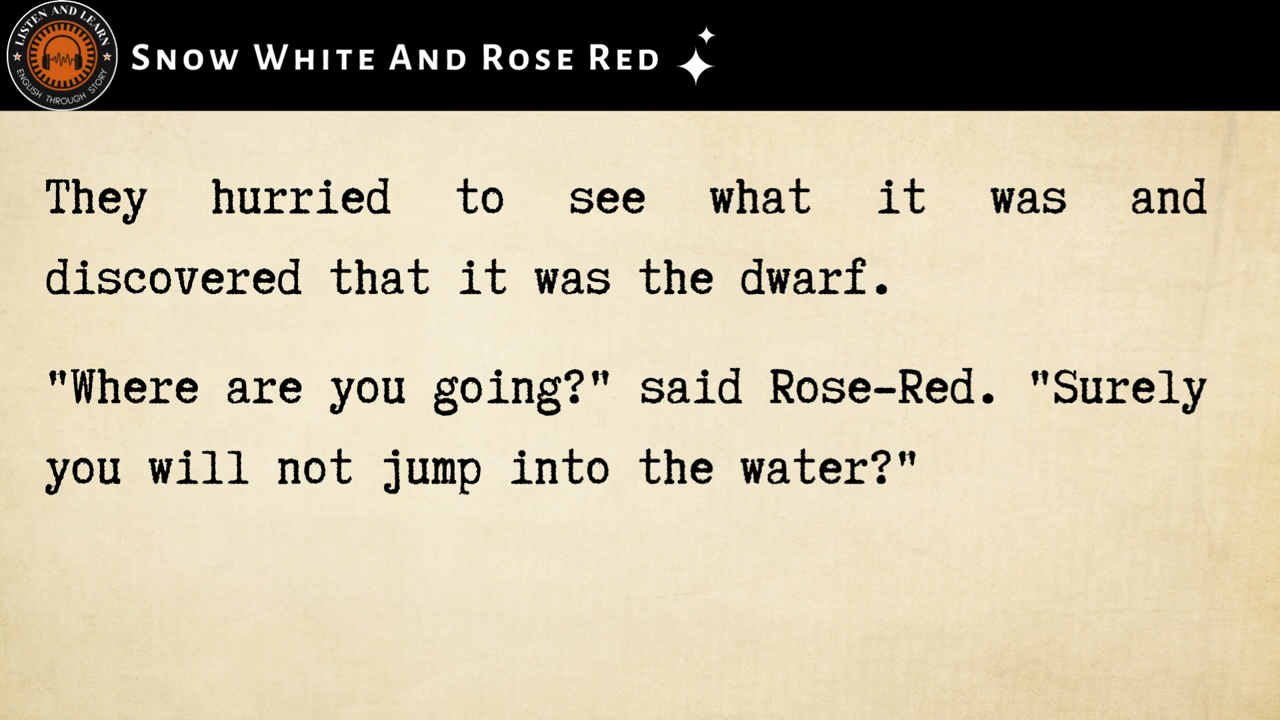 LISTEN AND LEARN
ENGLISH THROUGH STORY
Snow White And Rose Red
They hurried to see what it was and
discovered that it was the dwarf.
"Where are you going?" said Rose-Red. "Surely
you will not jump into the water?"